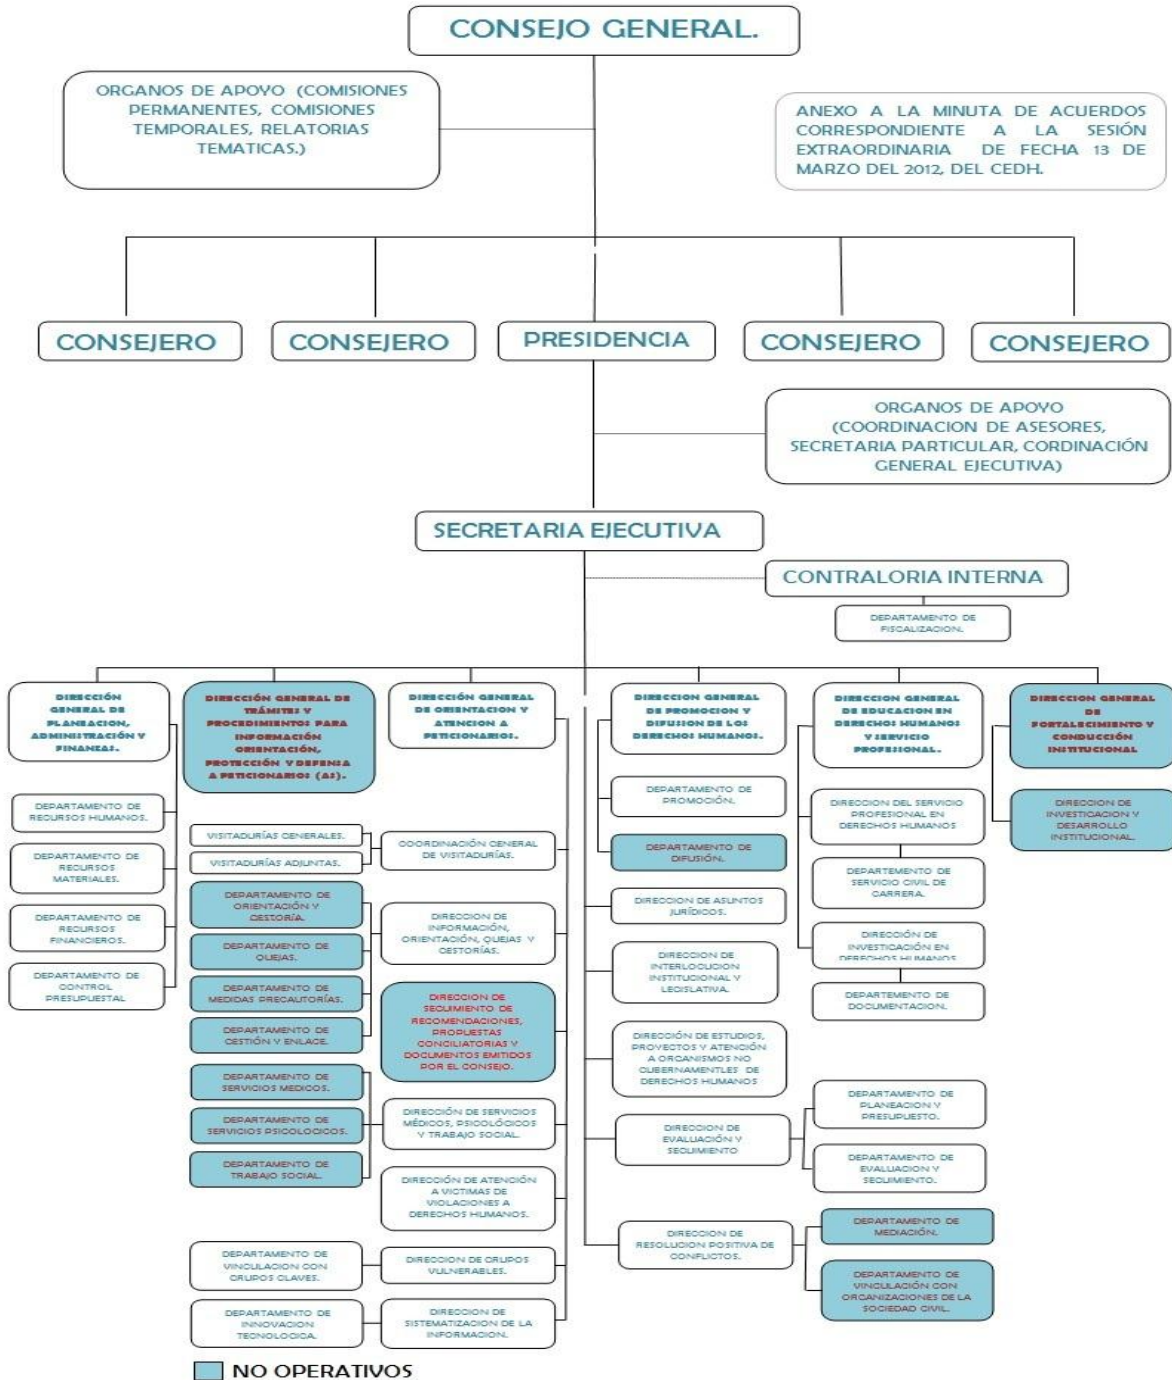 CONSEJO GENERAL.
ORGANOS DE APOYO (COMISIONES
PERMANENTES, COMISIONES
TEMPORALES, RELATORIAS
TEMATICAS.)
ANEXO A LA MINUTA DE ACUERDOS
CORRESPONDIENTE A LA SESIÓN
EXTRAORDINARIA DE FECHA 13 DE
MARZO DEL 2012, DEL CEDH.
CONSEJERO
CONSEJERO
PRESIDENCIA
CONSEJERO
CONSEJERO
ORGANOS DE APOYO
(COORDINACION DE ASESORES,
SECRETARIA PARTICULAR, CORDINACIÓN
GENERAL EJECUTIVA)
SECRETARIA EJECUTIVA
CONTRALORIA INTERNA
DEPARTAMENTO DE
FISCALIZACION.
DIRECCIÓN
GENERAL DE
PLANEACION,
ADMINISTRACIÓN Y
FINANZAS.
DIRECCIÓN GENERAL DE
TRÁMITES Y
PROCEDIMIENTOS PARA
INFORMACIÓN
ORIENTACIÓN,
PROTECCIÓN Y DEFENSA
A PETICIONARIOS (AS).
DIRECCIÓN GENERAL
DE ORIENTACION Y
ATENCION A
PETICIONARIOS.
DIRECCION GENERAL
DE PROMOCION Y
DIFUSION DE LOS
DERECHOS HUMANOS.
DIRECCION GENERAL
DE EDUCACION EN
DERECHOS HUMANOS
Y SERVICIO
PROFESIONAL.
DIRECCION GENERAL
DE
FORTALECIMIENTO Y
CONDUCCIÓN
INSTITUCIONAL
DEPARTAMENTO DE
RECURSOS HUMANOS.
DEPARTAMENTO DE
RECURSOS
MATERIALES.
DEPARTAMENTO DE
RECURSOS
FINANCIEROS.
DEPARTAMENTO DE
CONTROL
PRESUPUESTAL
VISITADURÍAS GENERALES.
VISITADURÍAS ADJUNTAS.
DEPARTAMENTO DE
ORIENTACIÓN Y
GESTORÍA.
DEPARTAMENTO DE
QUEJAS.
DEPARTAMENTO DE
MEDIDAS PRECAUTORÍAS.
DEPARTAMENTO DE
GESTIÓN Y ENLACE.
DEPARTAMENTO DE
SERVICIOS MEDICOS.
DEPARTAMENTO DE
SERVICIOS PSICOLOGICOS.
DEPARTAMENTO DE
TRABAJO SOCIAL.
DEPARTAMENTO DE
VINCULACION CON
GRUPOS CLAVES.
DEPARTAMENTO DE
INNOVACION
TECNOLOGICA.
COORDINACIÓN GENERAL
DE VISITADURÍAS.
DIRECCION DE
INFORMACIÓN,
ORIENTACIÓN, QUEJAS Y
GESTORÍAS.
DIRECCION DE
SEGUIMIENTO DE
RECOMENDACIONES,
PROPUESTAS
CONCILIATORIAS Y
DOCUMENTOS EMITIDOS
POR EL CONSEJO.
DIRECCIÓN DE SERVICIOS
MÉDICOS, PSICOLÓGICOS
Y TRABAJO SOCIAL.
DIRECCIÓN DE ATENCIÓN
A VICTIMAS DE
VIOLACIONES A
DERECHOS HUMANOS.
DIRECCION DE GRUPOS
VULNERABLES.
DIRECCION DE
SISTEMATIZACION DE LA
INFORMACION.
DEPARTAMENTO DE
PROMOCIÓN.
DEPARTAMENTO DE
DIFUSIÓN.
DIRECCION DE ASUNTOS
JURÍDICOS.
DIRECCION DE
INTERLOCUCION
INSTITUCIONAL Y
LEGISLATIVA.
DIRECCIÓN DE ESTUDIOS,
PROYECTOS Y ATENCIÓN
A ORGANISMOS NO
GUBERNAMENTLES DE
DERECHOS HUMANOS
DIRECCION DE
EVALUACIÓN Y
SEGUIMIENTO
DIRECCION DE
RESOLUCION POSITIVA DE
CONFLICTOS.
DIRECCION DEL SERVICIO
PROFESIONAL EN
DERECHOS HUMANOS
DEPARTEMENTO DE
SERVICIO CIVIL DE
CARRERA.
DIRECCIÓN DE
INVESTIGACIÓN EN
DERECHOS HUMANOS
DEPARTEMENTO DE
DOCUMENTACION.
DEPARTAMENTO DE
PLANEACION Y
PRESUPUESTO.
DEPARTAMENTO DE
EVALUACION Y
SEGUIMIENTO.
DEPARTAMENTO DE
MEDIACIÓN.
DEPARTAMENTO DE
VINCULACIÓN CON
ORGANIZACIONES DE LA
SOCIEDAD CIVIL.
DIRECCION DE
INVESTIGACION Y
DESARROLLO
INSTITUCIONAL.
NO OPERATIVOS